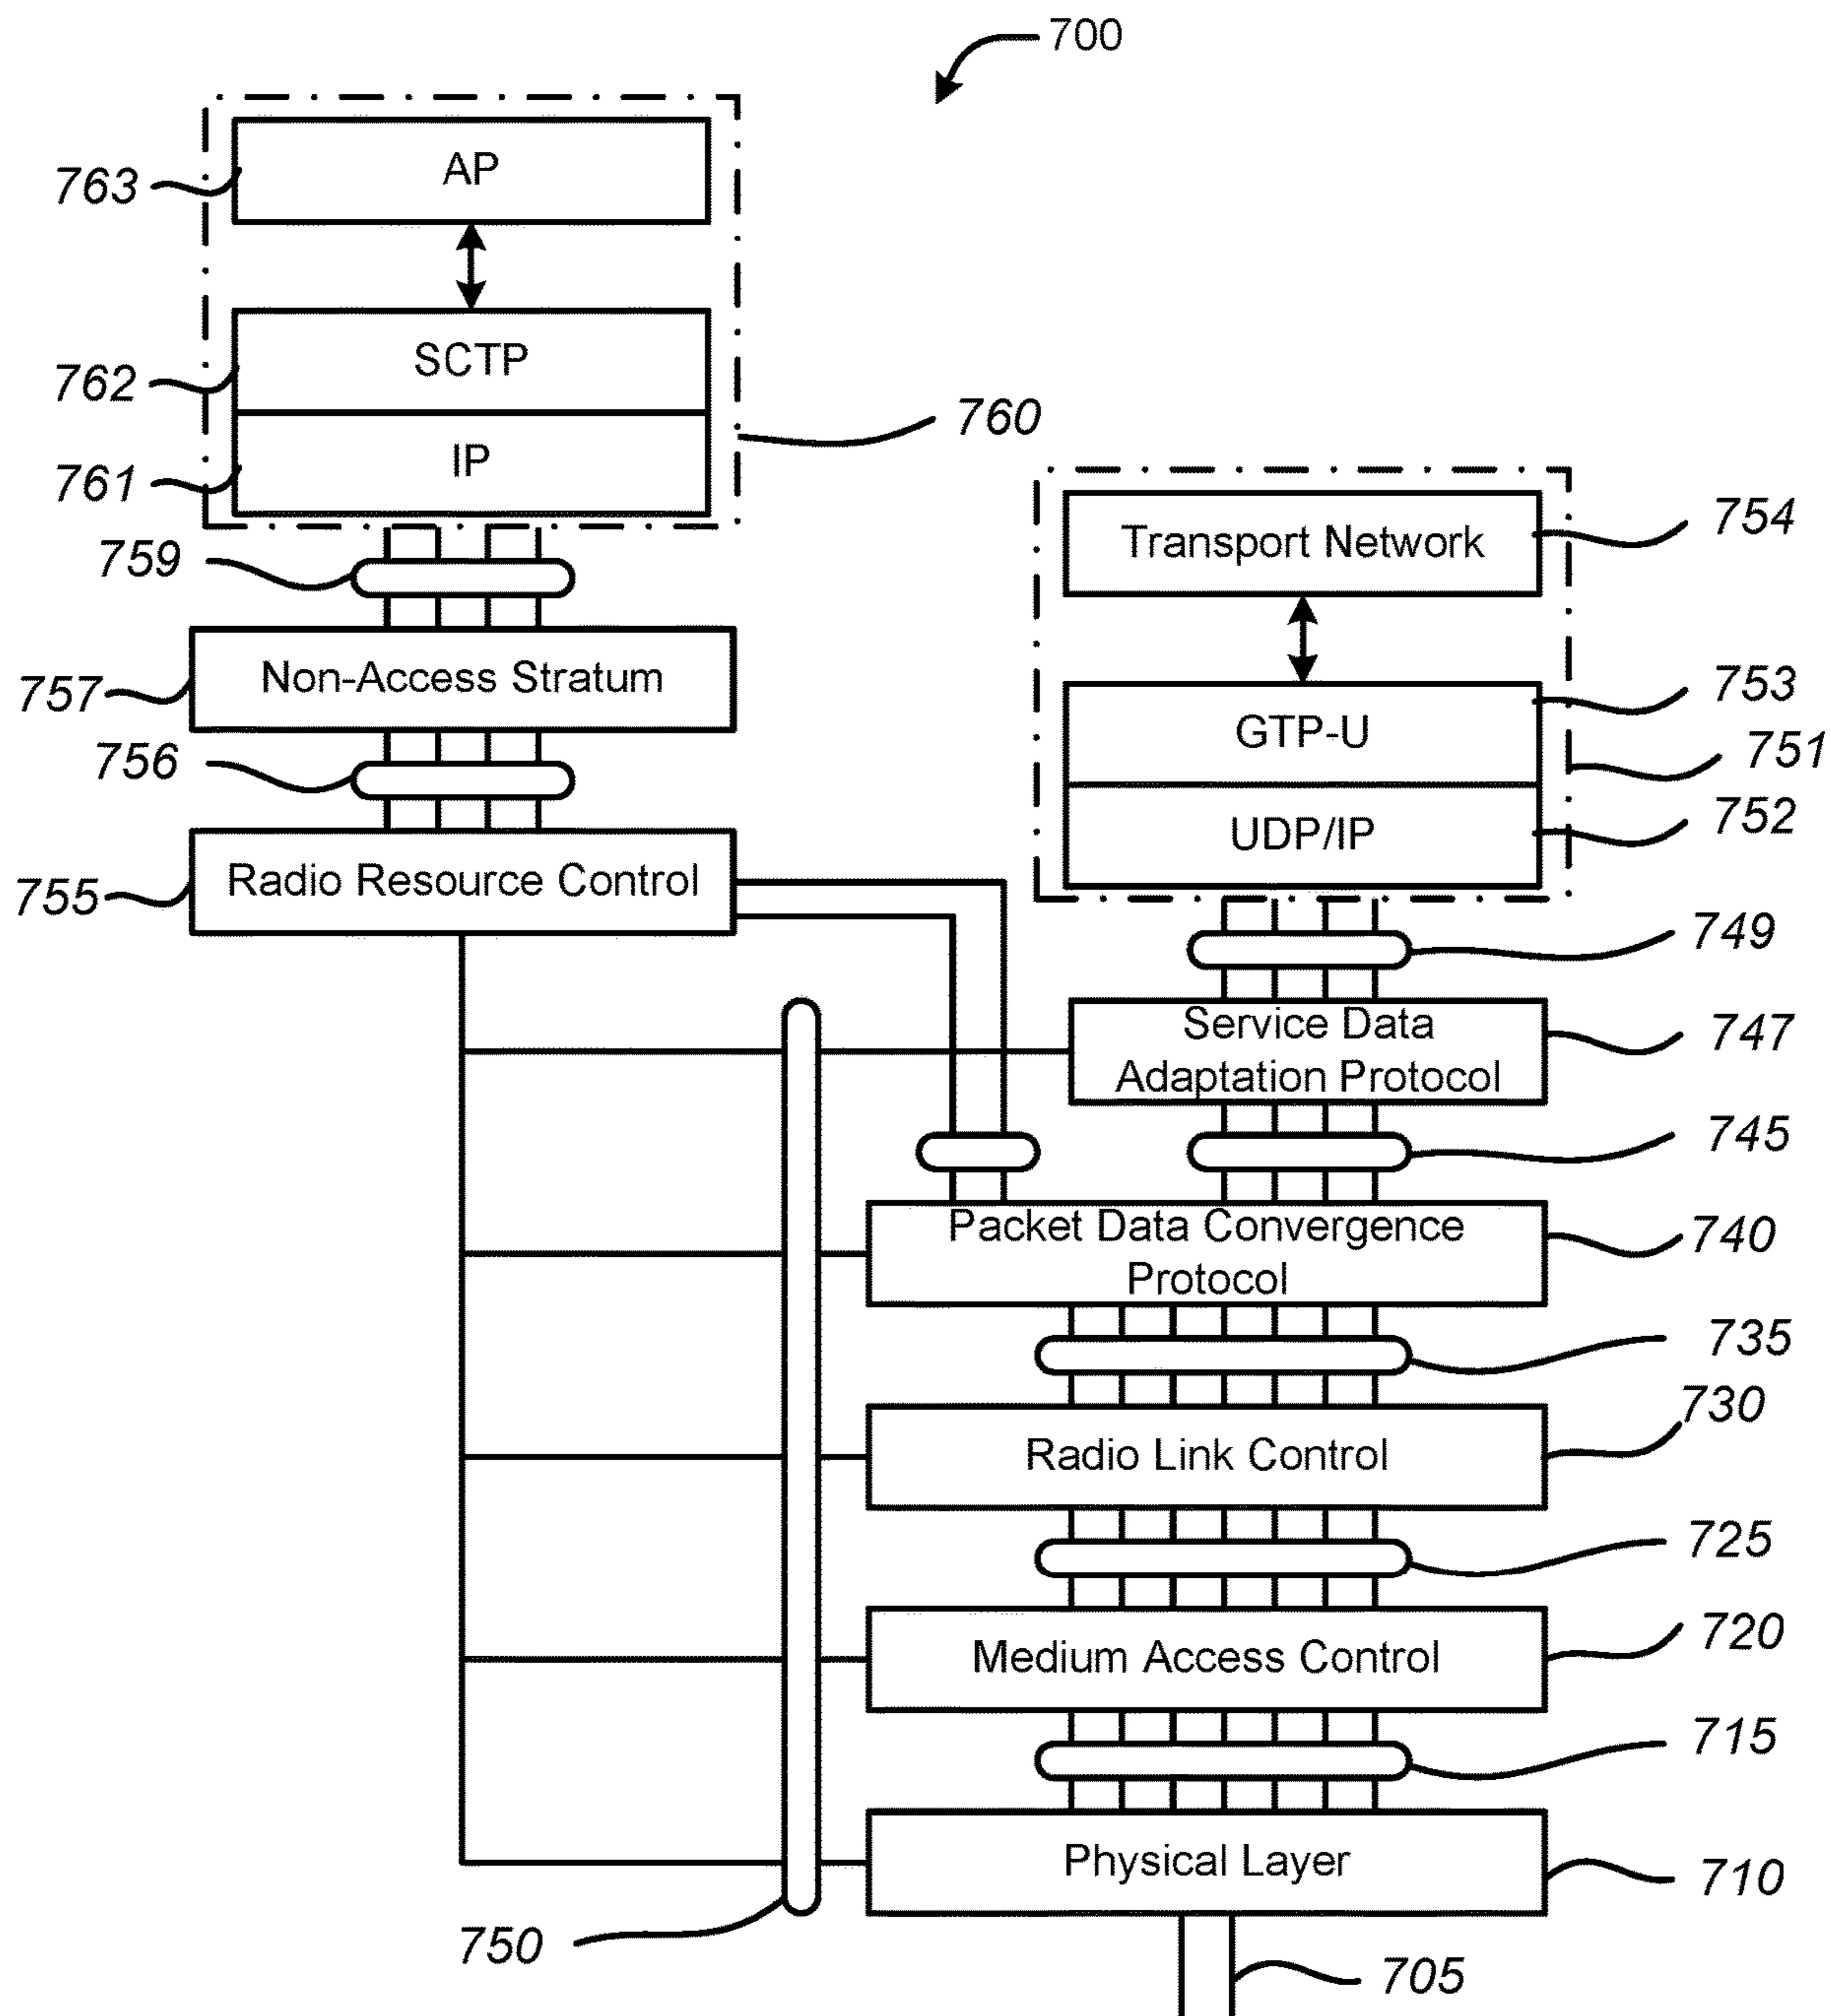 700
AP
763
SCTP
762
760
IP
761
754
Transport Network
759
Non-Access Stratum
757
753
GTP-U
751
756
752
UDP/IP
Radio Resource Control
755
749
Service Data
Adaptation Protocol
747
745
Packet Data Convergence
Protocol
740
735
730
Radio Link Control
725
720
Medium Access Control
715
Physical Layer
710
750
705